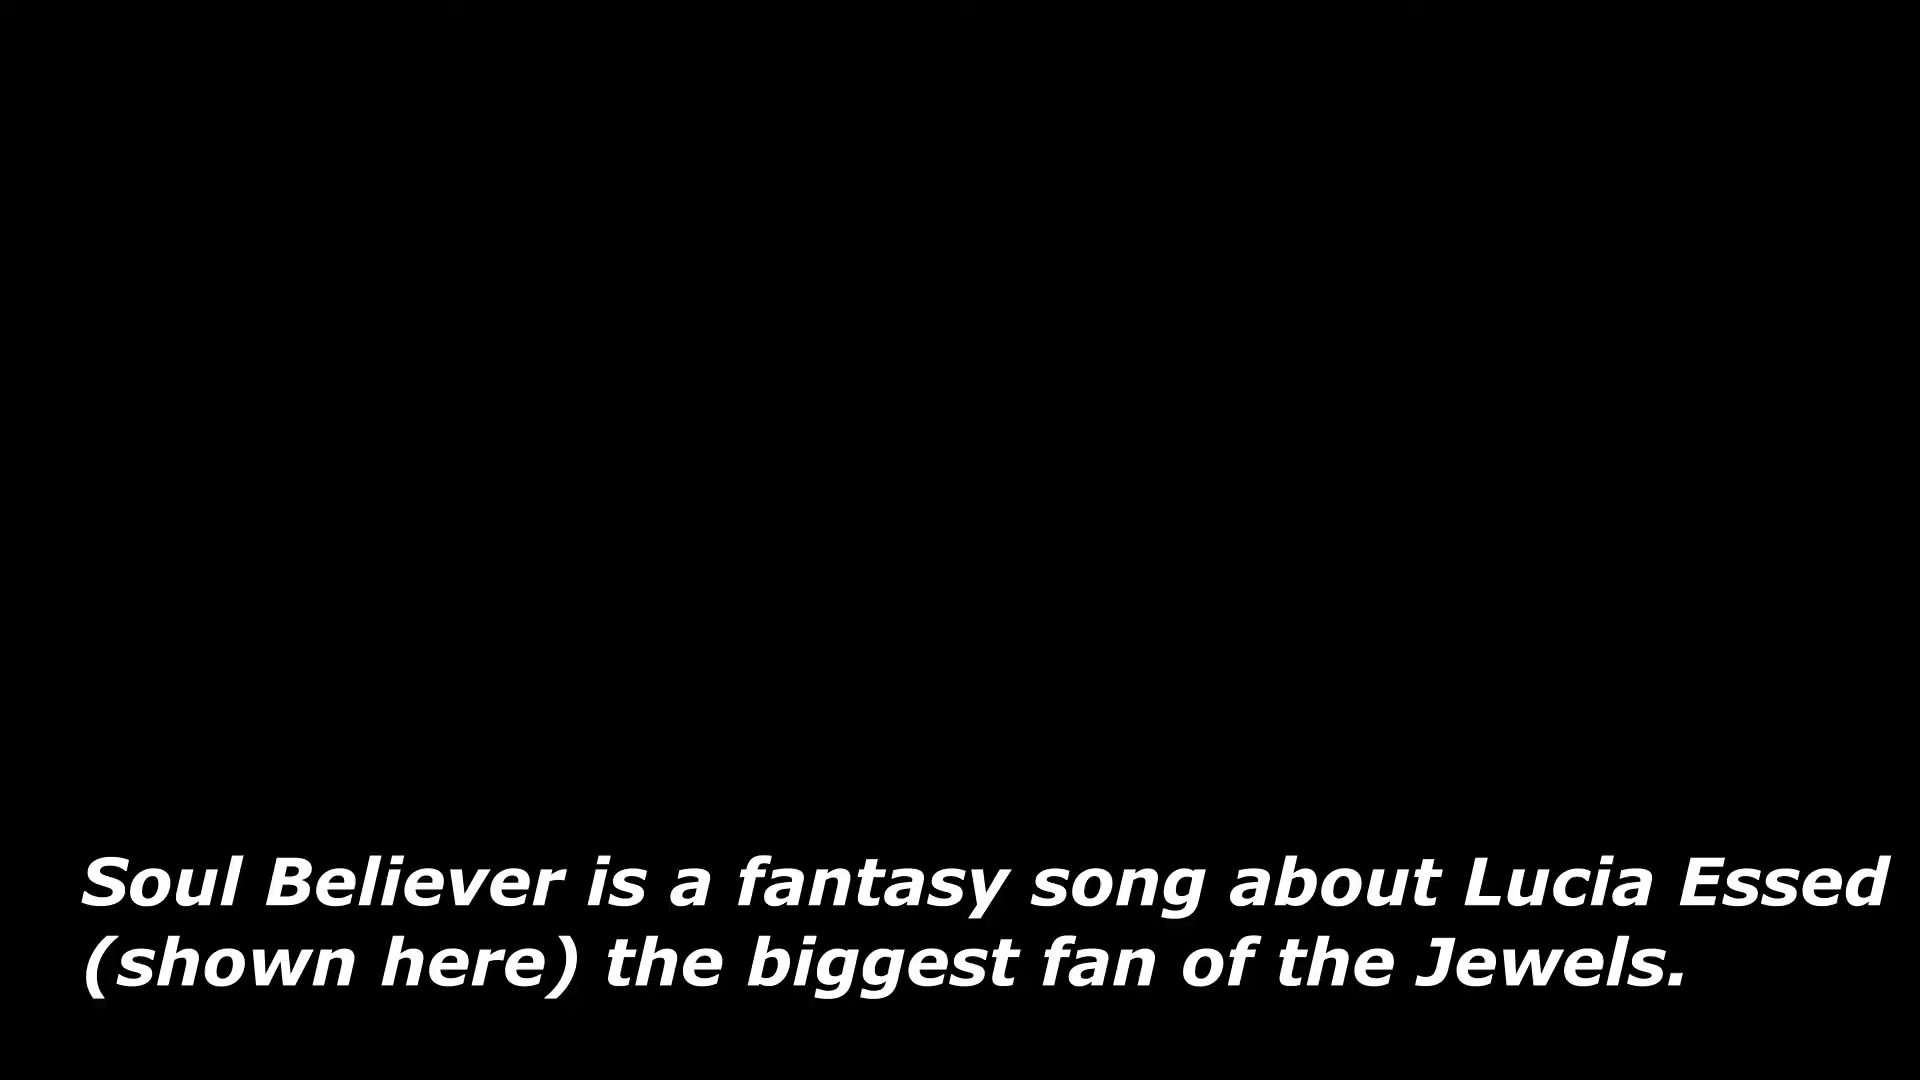 Soul Believer is a fantasy song about Lucia Essed
(shown here) the biggest fan of the Jewels.